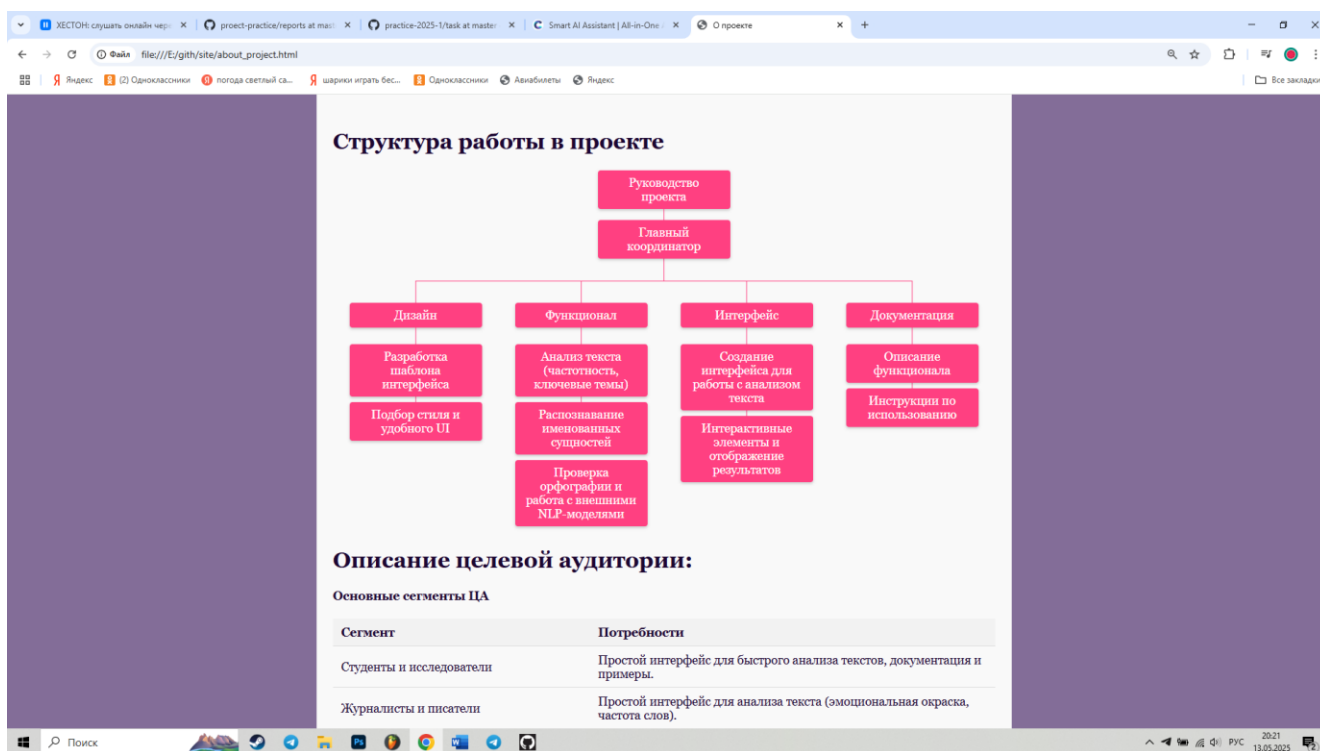 ХЕСТОН: слушать онлайн чер
proect-practice/reports at mast
practice-2025-1/task at master
Smart AI Assistant | All-in-One
О проекте
Файл
file:///E:/gith/site/about_project.html
Яндекс
(2) Одноклассники
погода светлый са...
шарики играть бес...
Одноклассники
Авиабилеты
Яндекс
Все закладки
Структура работы в проекте
Руководство
проекта
Главный
координатор
Дизайн
Разработка
шаблона
интерфейса
Подбор стиля и
удобного UI
Функционал
Анализ текста
(частотность,
ключевые темы)
Распознавание
именованных
сущностей
Проверка
орфографии и
работа с внешними
NLP-моделями
Интерфейс
Создание
интерфейса для
работы с анализом
текста
Интерактивные
элементы и
отображение
результатов
Документация
Описание
функционала
Инструкции по
использованию
Описание целевой аудитории:
Основные сегменты ЦА
Сегмент
Потребности
Студенты и исследователи
Простой интерфейс для быстрого анализа текстов, документация и
примеры.
Журналисты и писатели
Простой интерфейс для анализа текста (эмоциональная окраска,
частота слов).
Поиск
РУС
20:21
13.05.2025